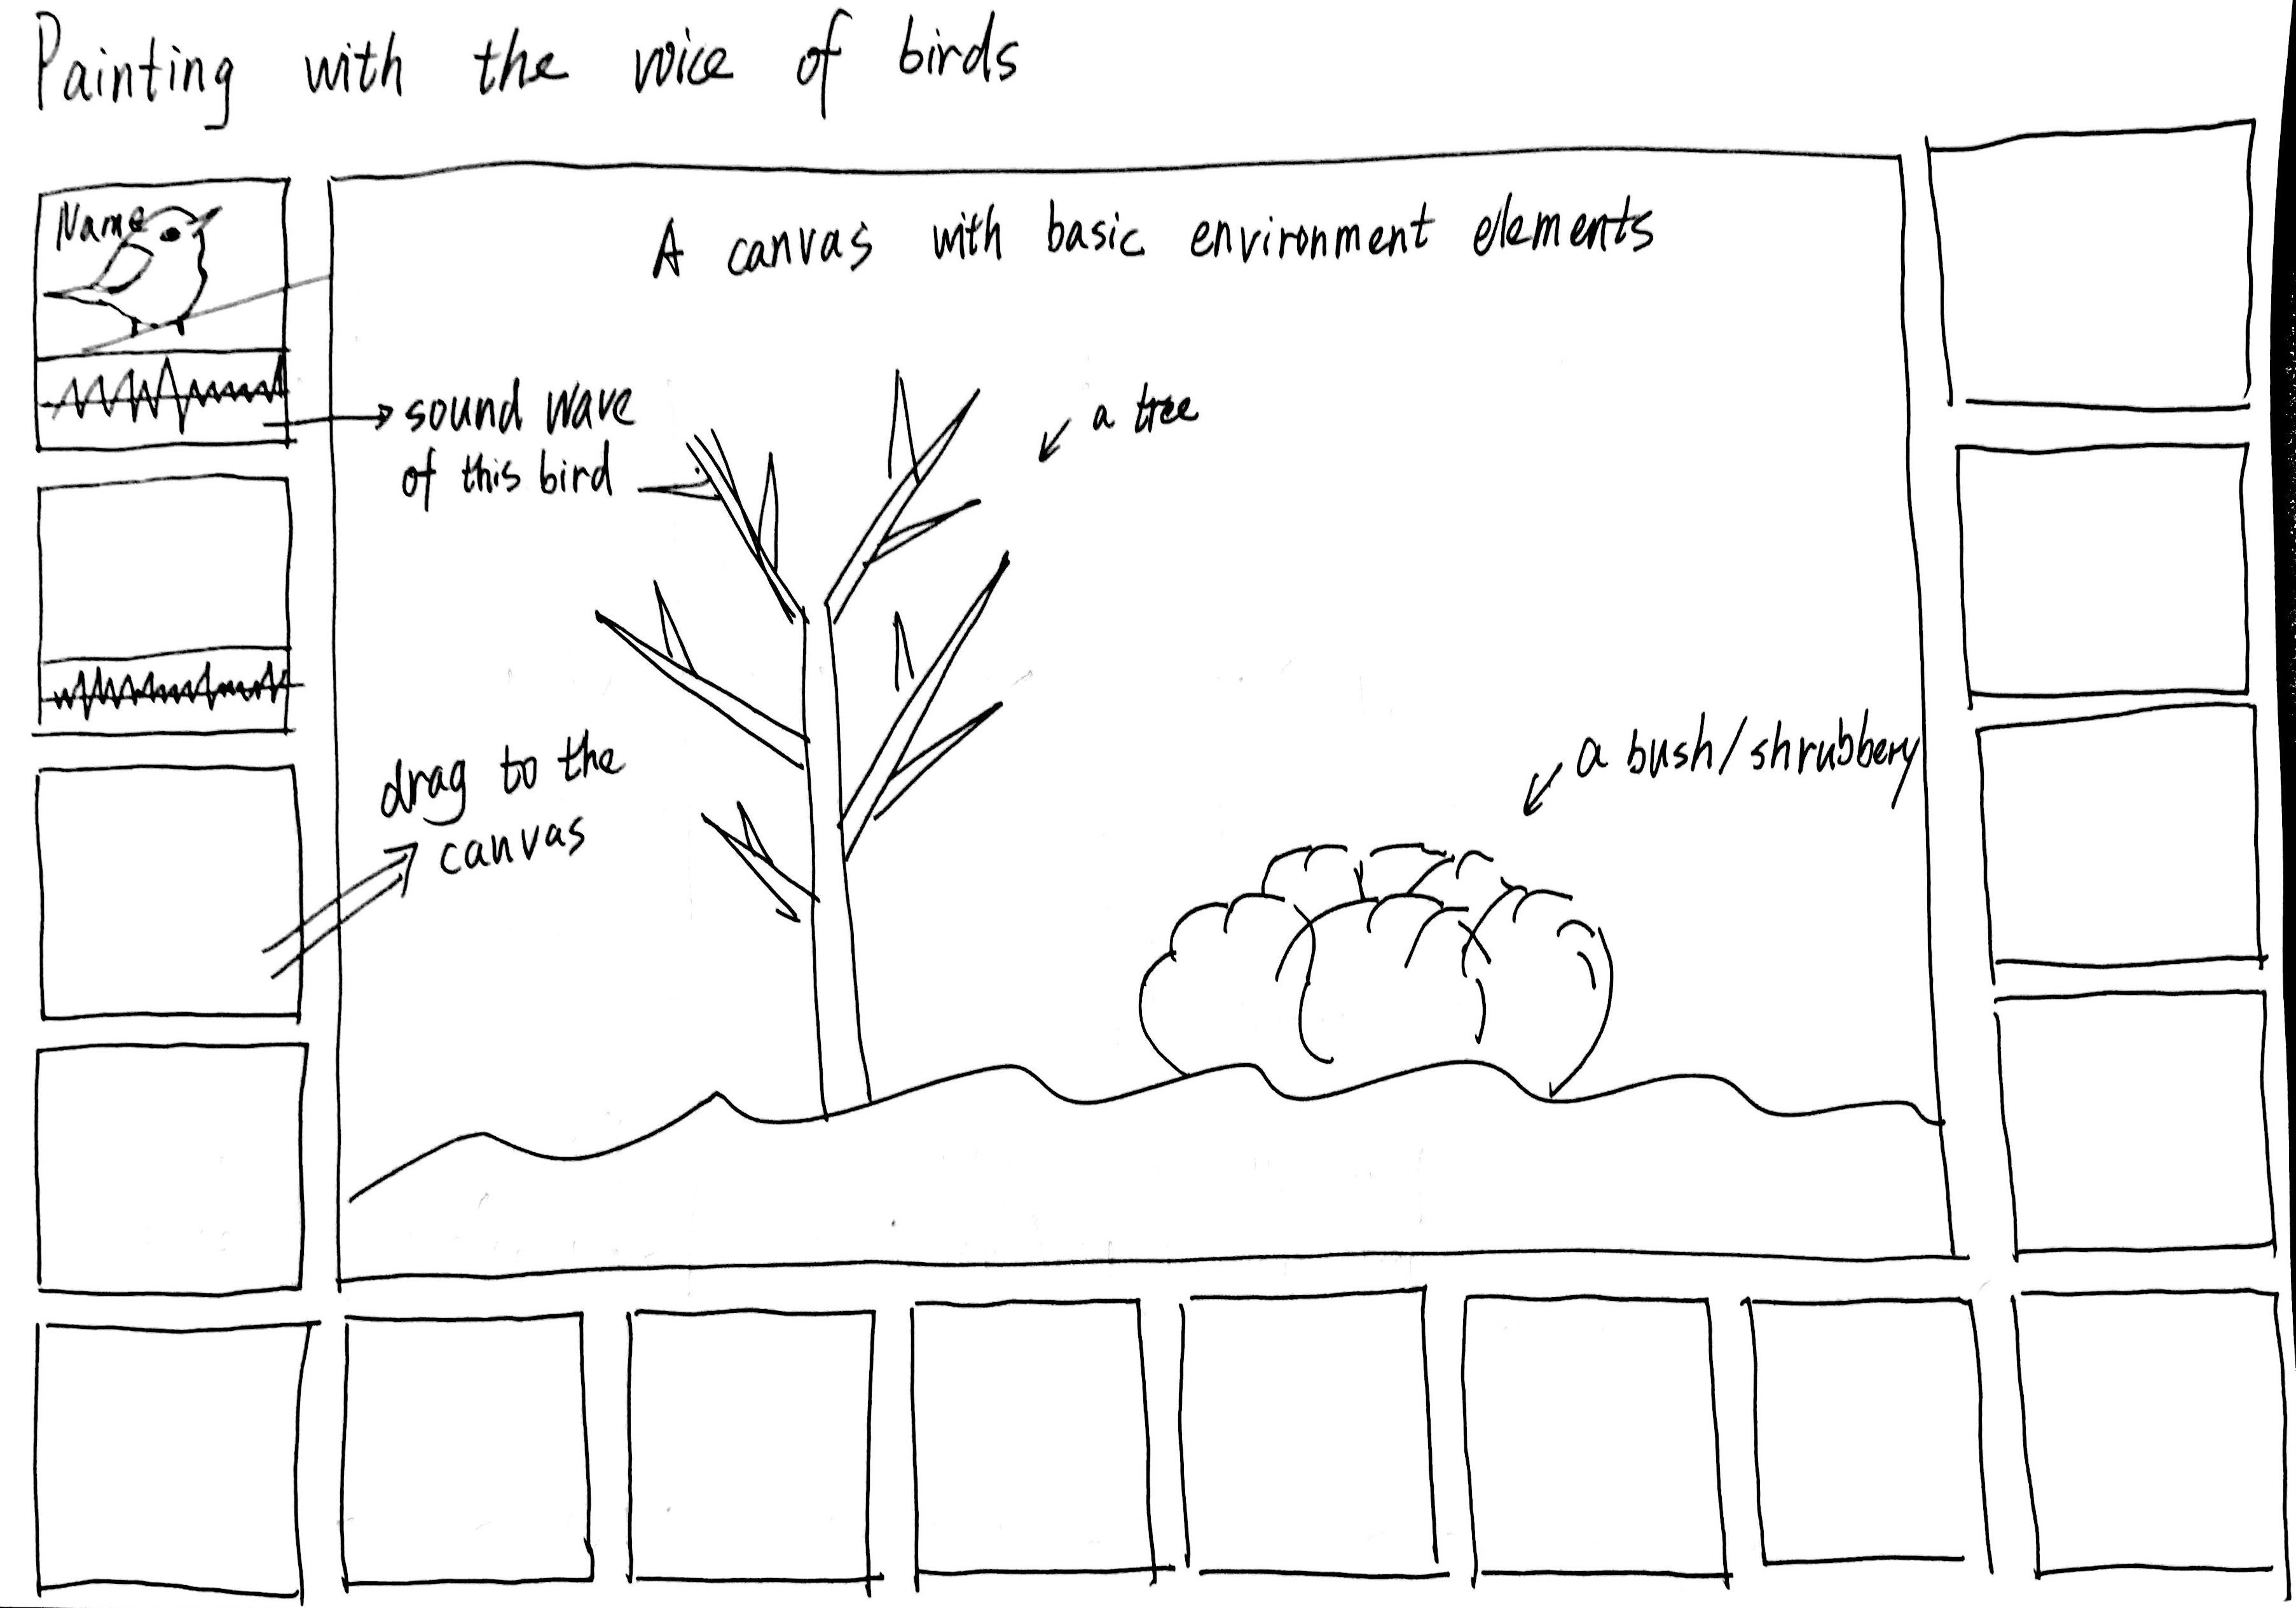 Painting with the voice of birds
Name
A canvas with basic environment elements
sound wave
of this bird
a tree
a bush/shrubbery
drag to the
canvas